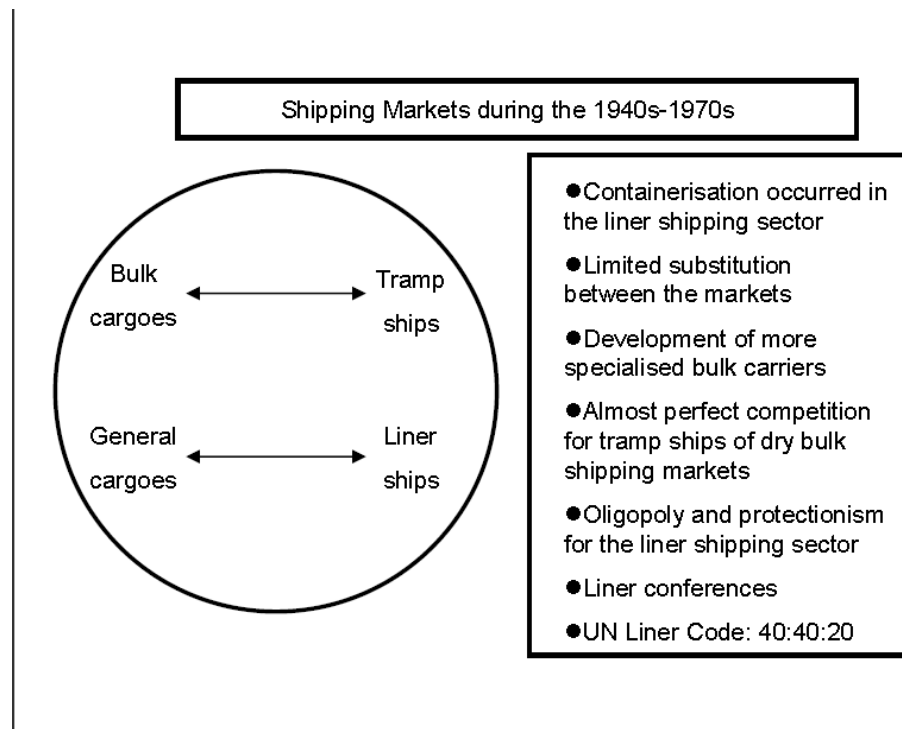 Shipping Markets during the 1940s-1970s
Bulk
cargoes
Tramp
ships
General
cargoes
Liner
ships
●Containerisation occurred in
the liner shipping sector
●Limited substitution
between the markets
●Development of more
specialised bulk carriers
●Almost perfect competition
for tramp ships of dry bulk
shipping markets
●Oligopoly and protectionism
for the liner shipping sector
●Liner conferences
●UN Liner Code: 40:40:20